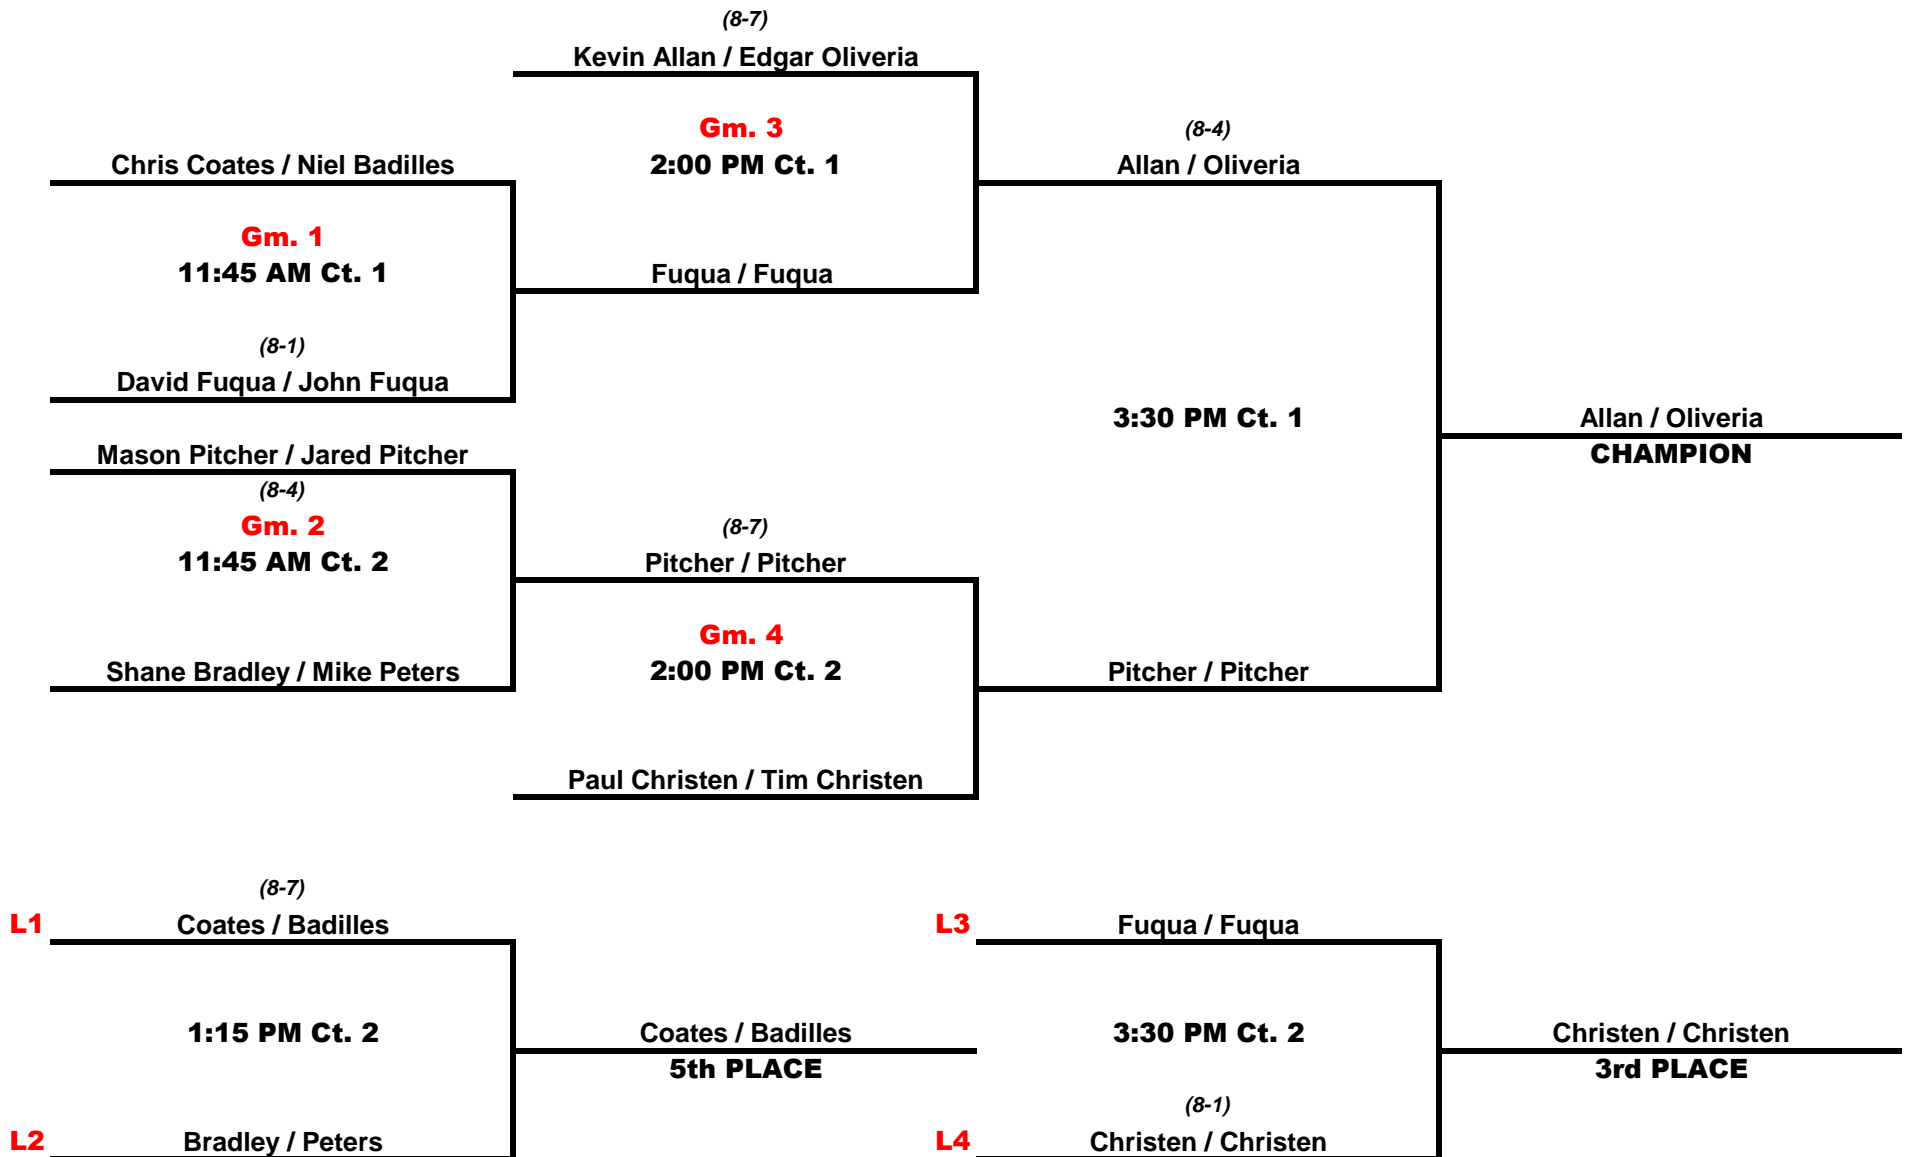 (8-7)
Kevin Allan / Edgar Oliveria
Gm. 3
2:00 PM Ct. 1
(8-4)
Allan / Oliveria
Chris Coates / Niel Badilles
Gm. 1
11:45 AM Ct. 1
Fuqua / Fuqua
(8-1)
David Fuqua / John Fuqua
3:30 PM Ct. 1
Allan / Oliveria
CHAMPION
Mason Pitcher / Jared Pitcher
(8-4)
Gm. 2
11:45 AM Ct. 2
(8-7)
Pitcher / Pitcher
Gm. 4
2:00 PM Ct. 2
Shane Bradley / Mike Peters
Pitcher / Pitcher
Paul Christen / Tim Christen
(8-7)
L1 Coates / Badilles
1:15 PM Ct. 2
Coates / Badilles
5th PLACE
L2 Bradley / Peters
L3 Fuqua / Fuqua
3:30 PM Ct. 2
Christen / Christen
3rd PLACE
(8-1)
L4 Christen / Christen